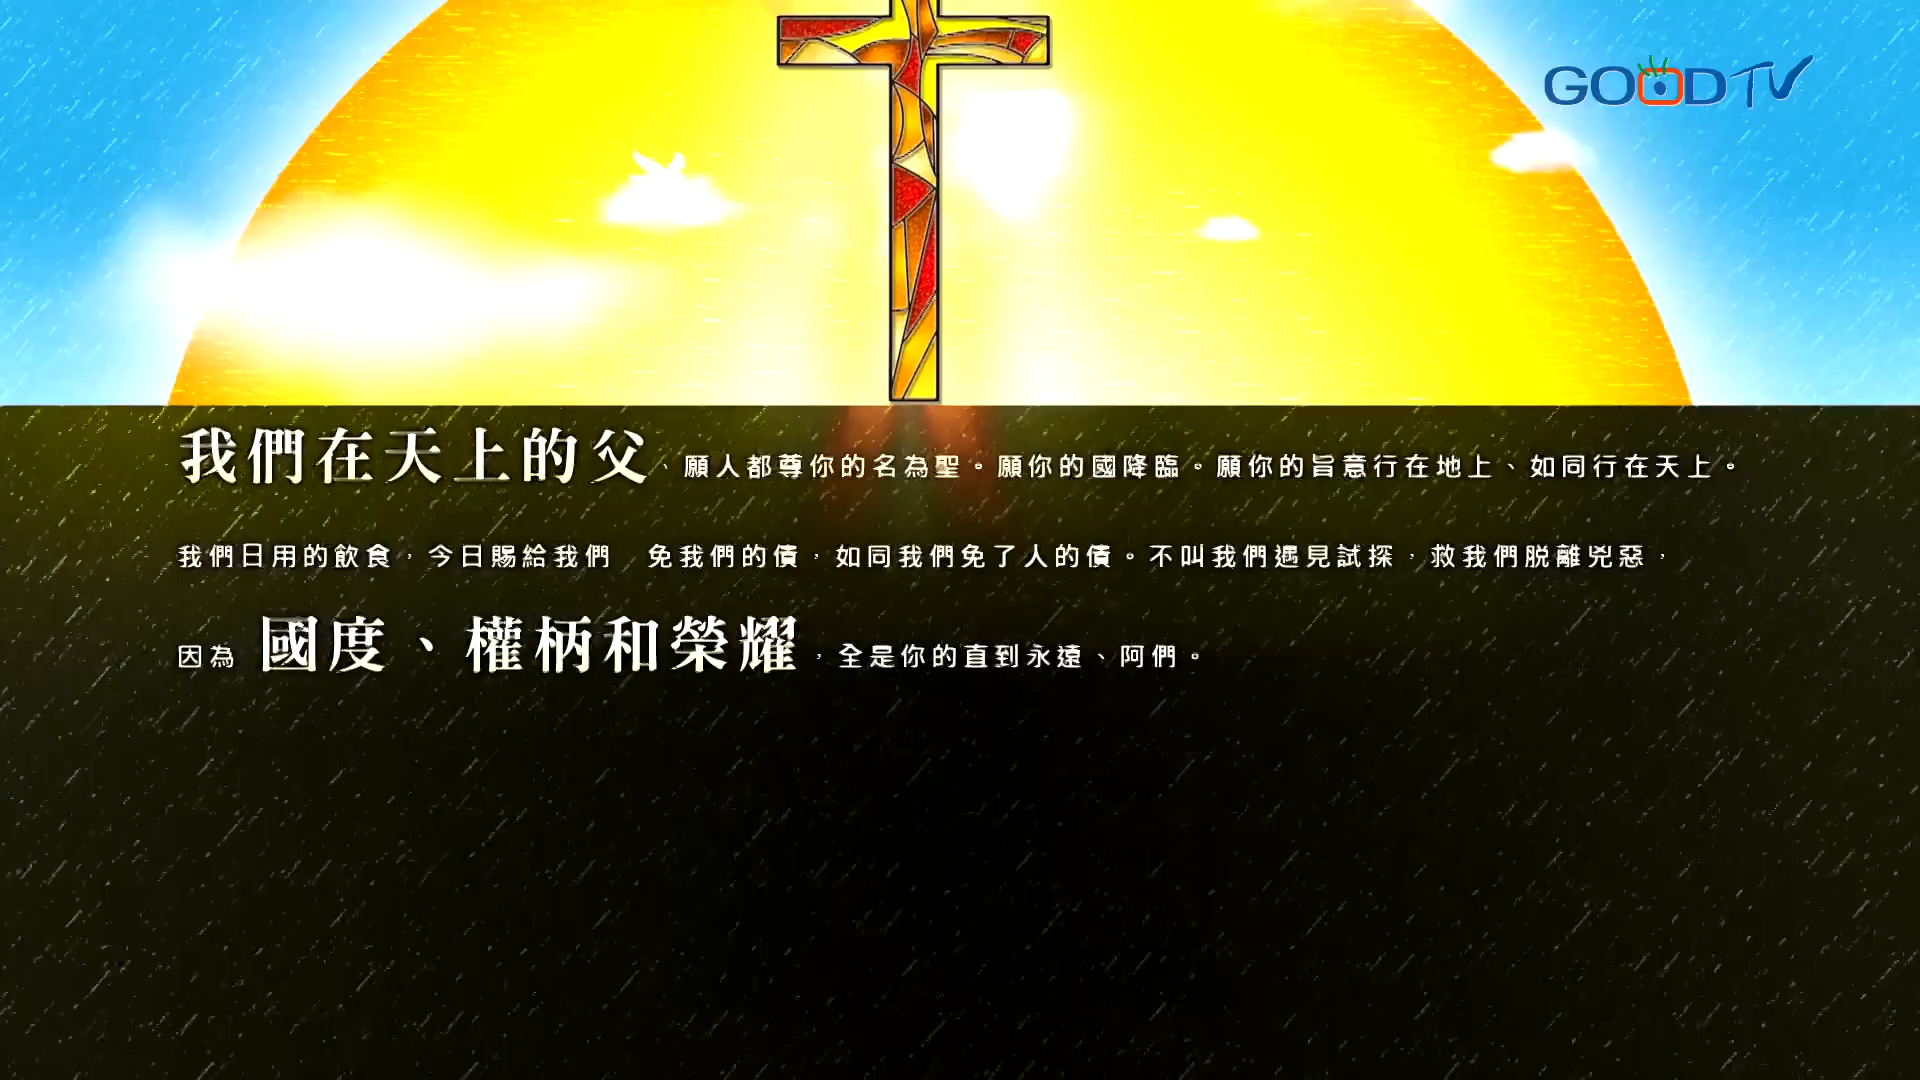 GOODTV
我們在天上的父、願人都尊你的名為聖。願你的國降臨。願你的旨意行在地上、如同行在天上。
我們日用的飲食，今日賜給我們　免我們的債，如同我們免了人的債。不叫我們遇見試探，救我們脫離兇惡，
因為 國度、權柄和榮耀，全是你的直到永遠、阿們。